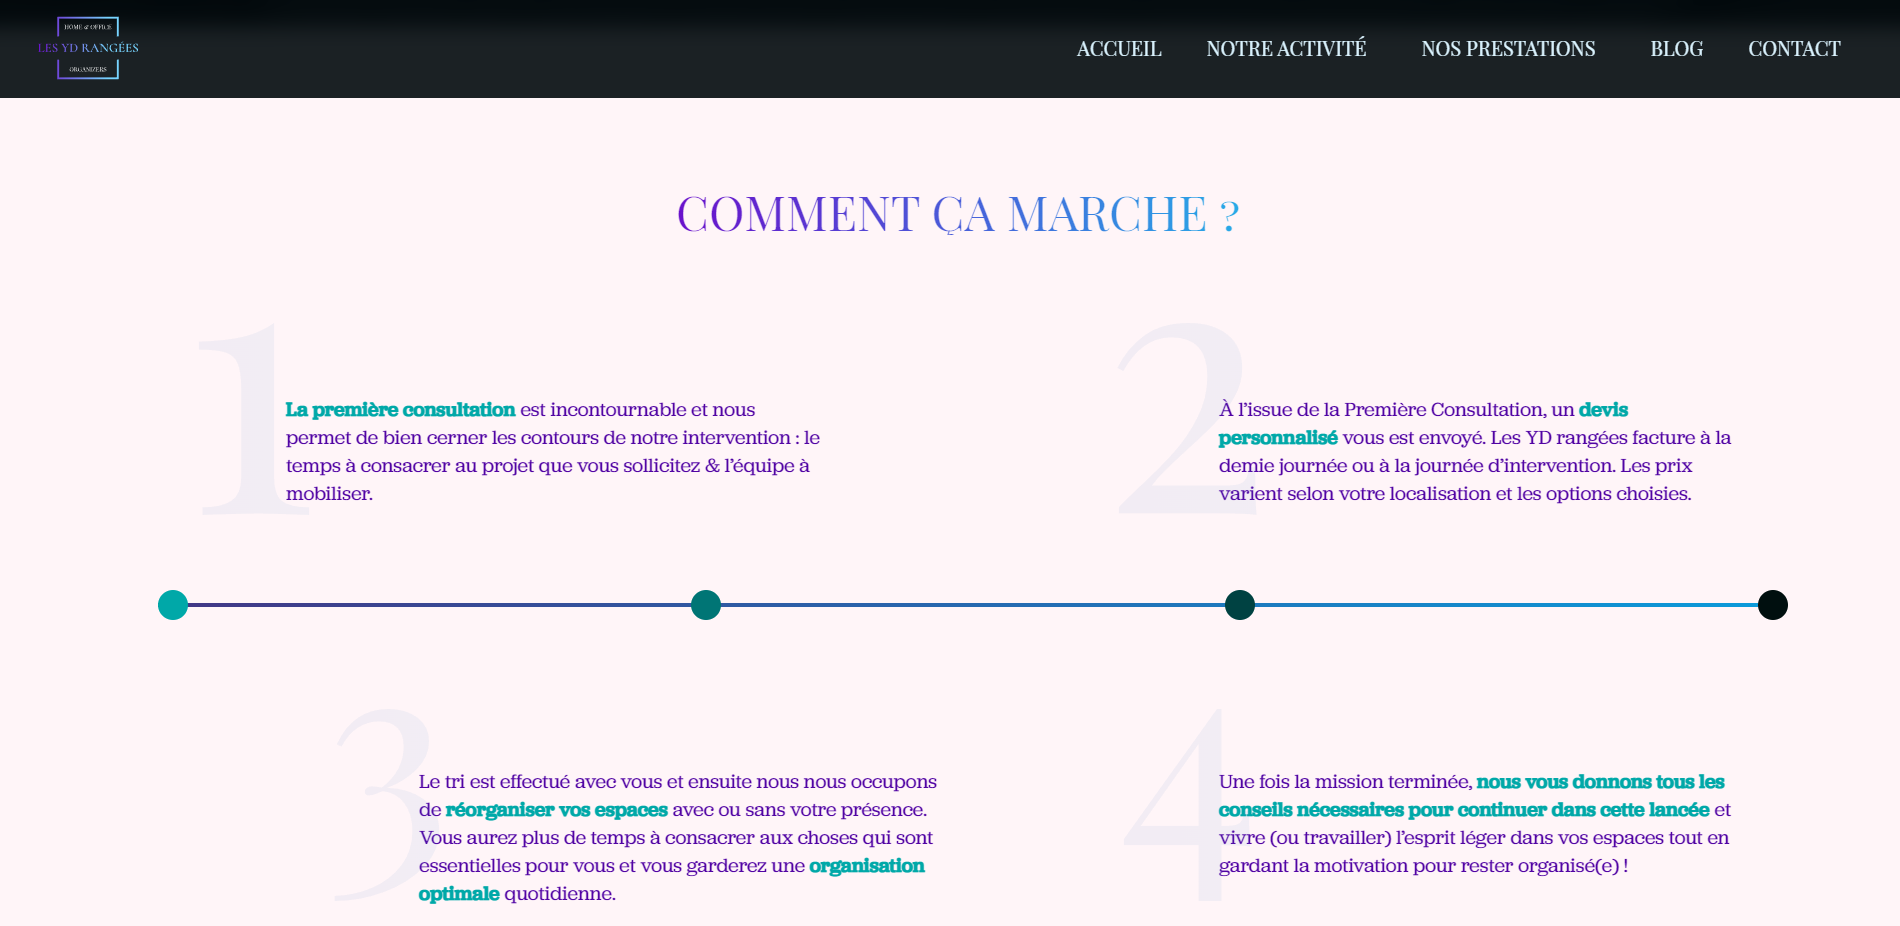 HOME & OFFICE
LES YD RANGÉES
ORGANIZERS
ACCUEIL NOTRE ACTIVITÉ NOS PRESTATIONS BLOG CONTACT
COMMENT ÇA MARCHE ?
1
La première consultation est incontournable et nous
permet de bien cerner les contours de notre intervention : le
temps à consacrer au projet que vous sollicitez & l’équipe à
mobiliser.
2
À l’issue de la Première Consultation, un devis
personnalisé vous est envoyé. Les YD rangées facture à la
demie journée ou à la journée d’intervention. Les prix
varient selon votre localisation et les options choisies.
3
Le tri est effectué avec vous et ensuite nous nous occupons
de réorganiser vos espaces avec ou sans votre présence.
Vous aurez plus de temps à consacrer aux choses qui sont
essentielles pour vous et vous garderez une organisation
optimale quotidienne.
4
Une fois la mission terminée, nous vous donnons tous les
conseils nécessaires pour continuer dans cette lancée et
vivre (ou travailler) l’esprit léger dans vos espaces tout en
gardant la motivation pour rester organisé(e) !